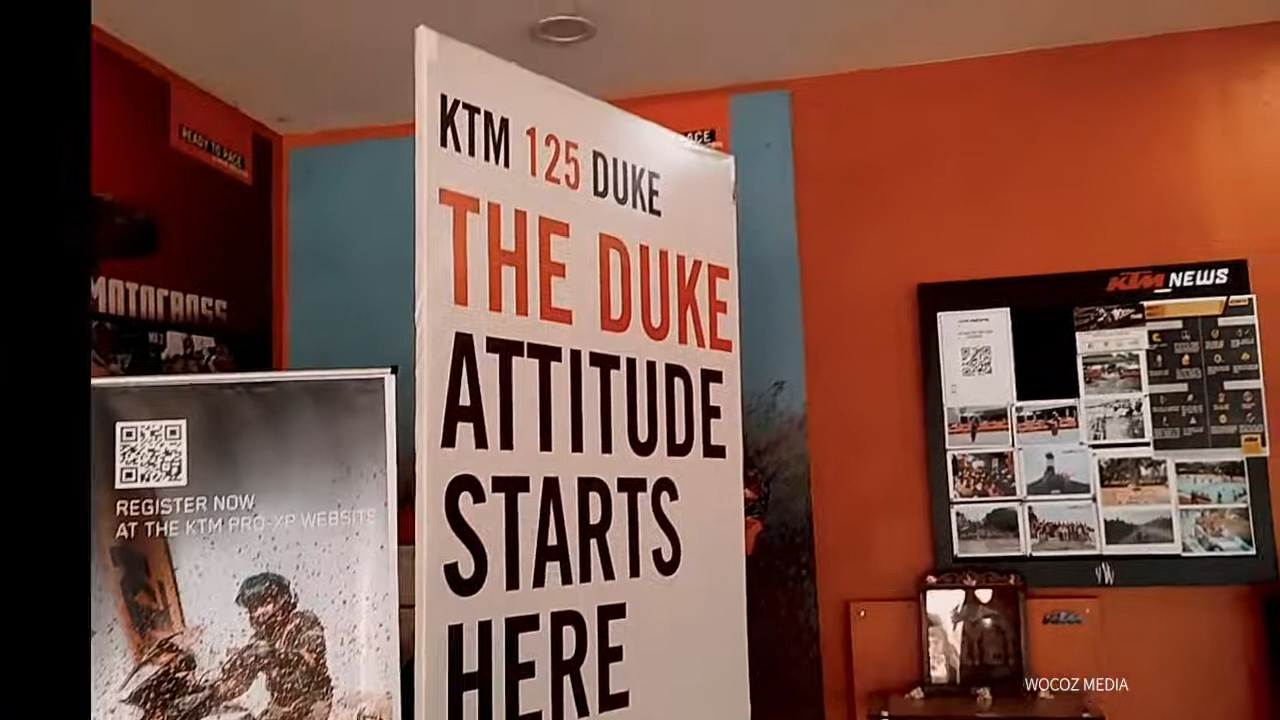 KTM 125 DUKE
THE DUKE
ATTITUDE
STARTS
HERE
READY TO RACE
MOTOCROSS
REGISTER NOW
AT THE KTM PRO-XP WEBSITE
KTM NEWS
KTM
WOCOZ MEDIA